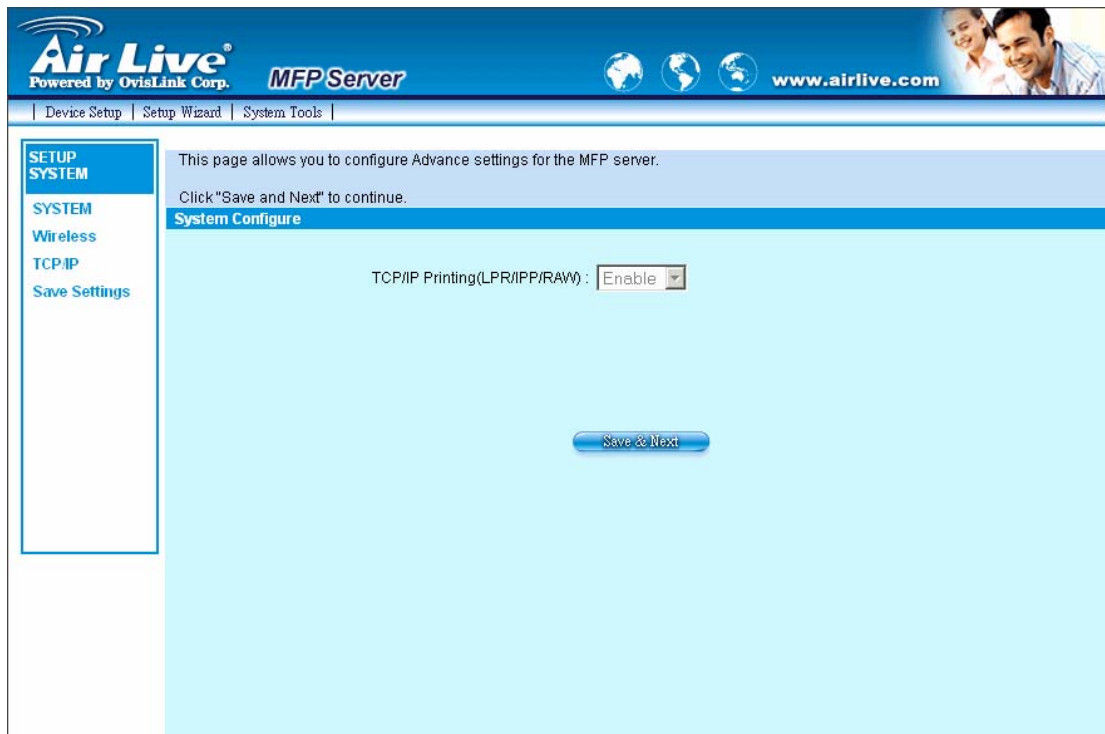 Air Live®
Powered by OvisLink Corp.
MFP Server
www.airlive.com
| Device Setup | Setup Wizard | System Tools |
SETUP
SYSTEM
SYSTEM
Wireless
TCP/IP
Save Settings
This page allows you to configure Advance settings for the MFP server.
Click "Save and Next" to continue.
System Configure
TCP/IP Printing(LPR/IPP/RAW) : Enable
Save & Next